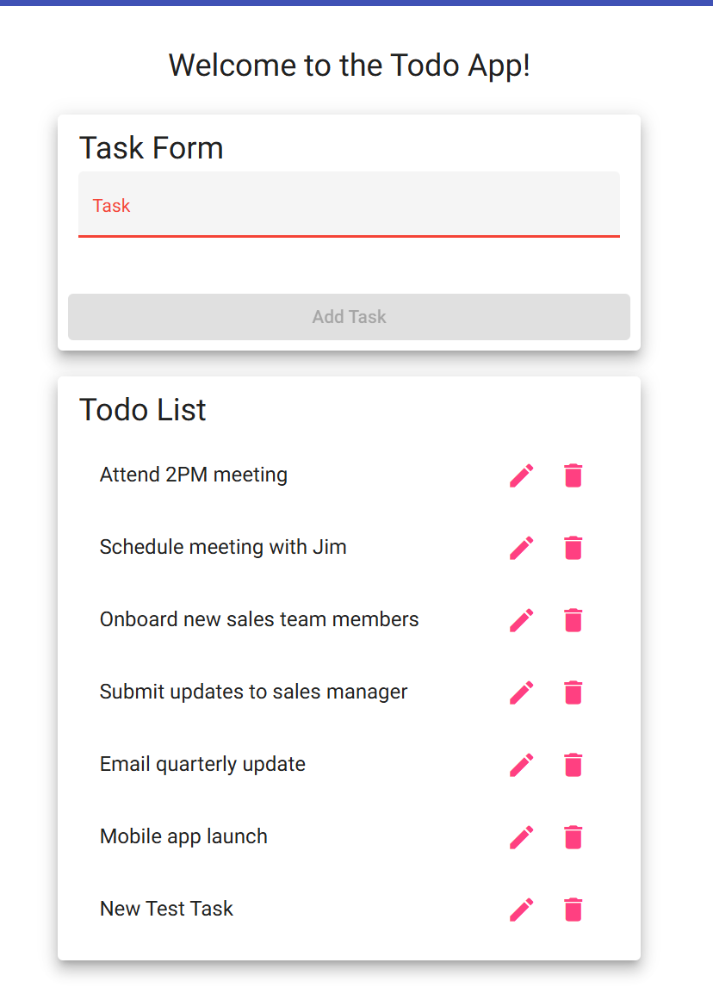 Welcome to the Todo App!
Task Form
Task
Add Task
Todo List
Attend 2PM meeting
Schedule meeting with Jim
Onboard new sales team members
Submit updates to sales manager
Email quarterly update
Mobile app launch
New Test Task